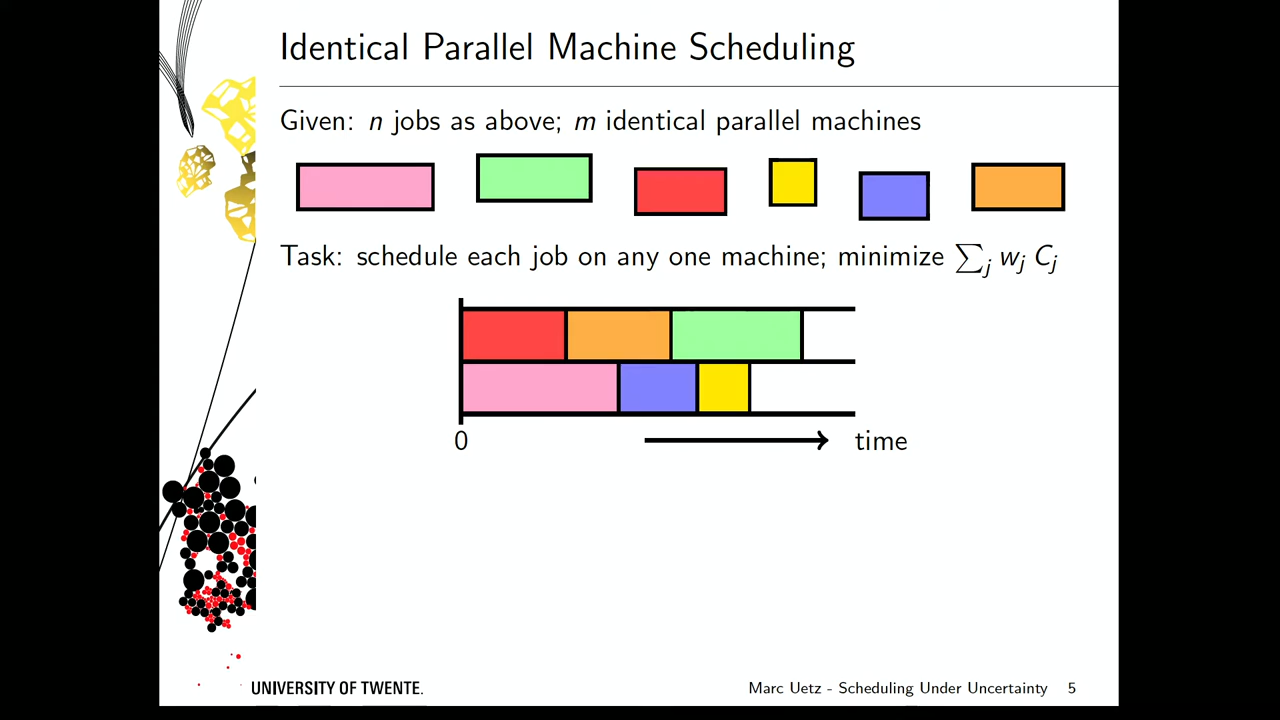 Identical Parallel Machine Scheduling
Given: n jobs as above; m identical parallel machines
Task: schedule each job on any one machine; minimize ∑j wj Cj
0
time
UNIVERSITY OF TWENTE.
Marc Uetz - Scheduling Under Uncertainty 5